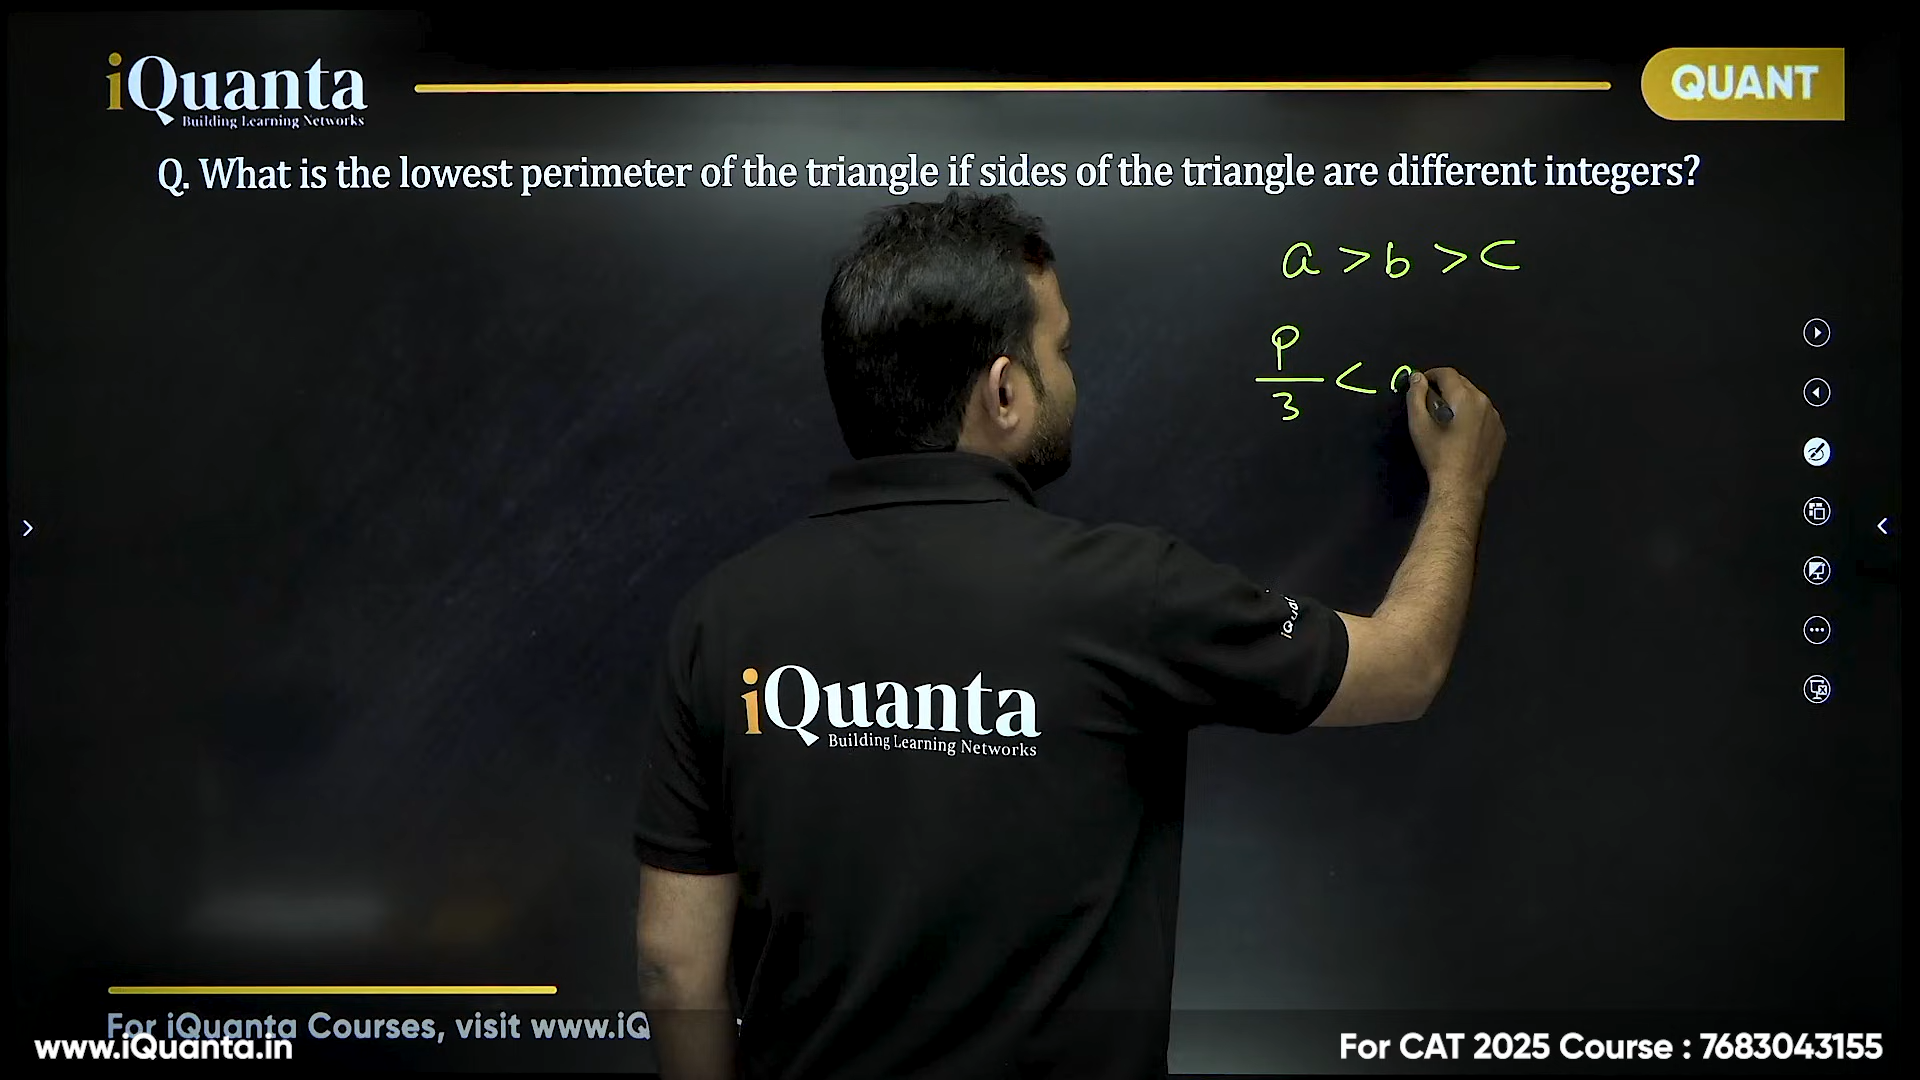 iQuanta
Building Learning Networks
QUANT
Q. What is the lowest perimeter of the triangle if sides of the triangle are different integers?
a > b > c
P
3
<
iQuanta
Building Learning Networks
For iQuanta Courses, visit www.iQ
www.iQuanta.in
For CAT 2025 Course : 7683043155